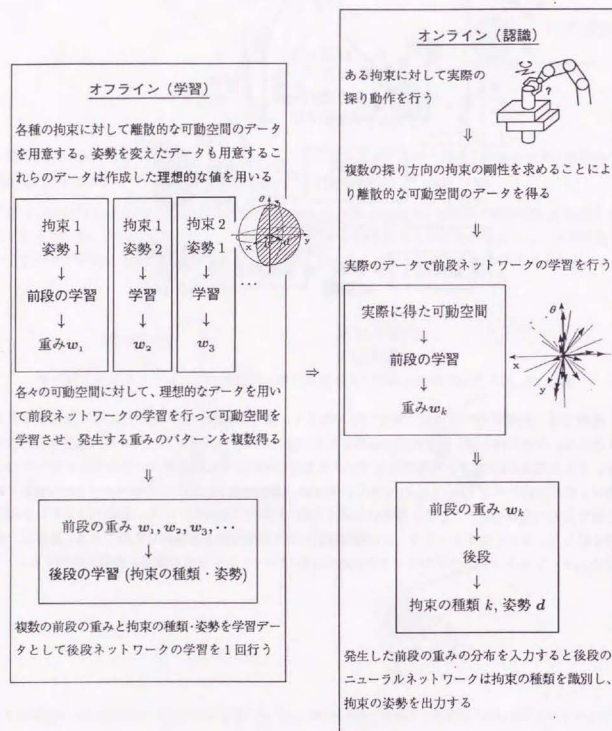 オフライン（学習）
各種の拘束に対して離散的な可動空間のデータ
を用意する。姿勢を変えたデータも用意するこ
れらのデータは作成した理想的な値を用いる
拘束 1
姿勢 1
↓
前段の学習
↓
重みw₁
拘束 1
姿勢 2
↓
学習
↓
w₂
拘束 2
姿勢 1
↓
学習
↓
w₃
θ
x
d
y
⋯
各々の可動空間に対して、理想的なデータを用い
て前段ネットワークの学習を行って可動空間を
学習させ、発生する重みのパターンを複数得る
⇓
前段の重み w₁, w₂, w₃, ⋯
↓
後段の学習 (拘束の種類・姿勢)
複数の前段の重みと拘束の種類・姿勢を学習デー
タとして後段ネットワークの学習を 1 回行う
⇒
オンライン（認識）
ある拘束に対して実際の
探り動作を行う
?
⇓
複数の探り方向の拘束の剛性を求めることによ
り離散的な可動空間のデータを得る
⇓
実際のデータで前段ネットワークの学習を行う
実際に得た可動空間
↓
前段の学習
↓
重みwₖ
θ
x
y
⇓
前段の重み wₖ
↓
後段
↓
拘束の種類 k, 姿勢 d
発生した前段の重みの分布を入力すると後段の
ニューラルネットワークは拘束の種類を識別し、
拘束の姿勢を出力する